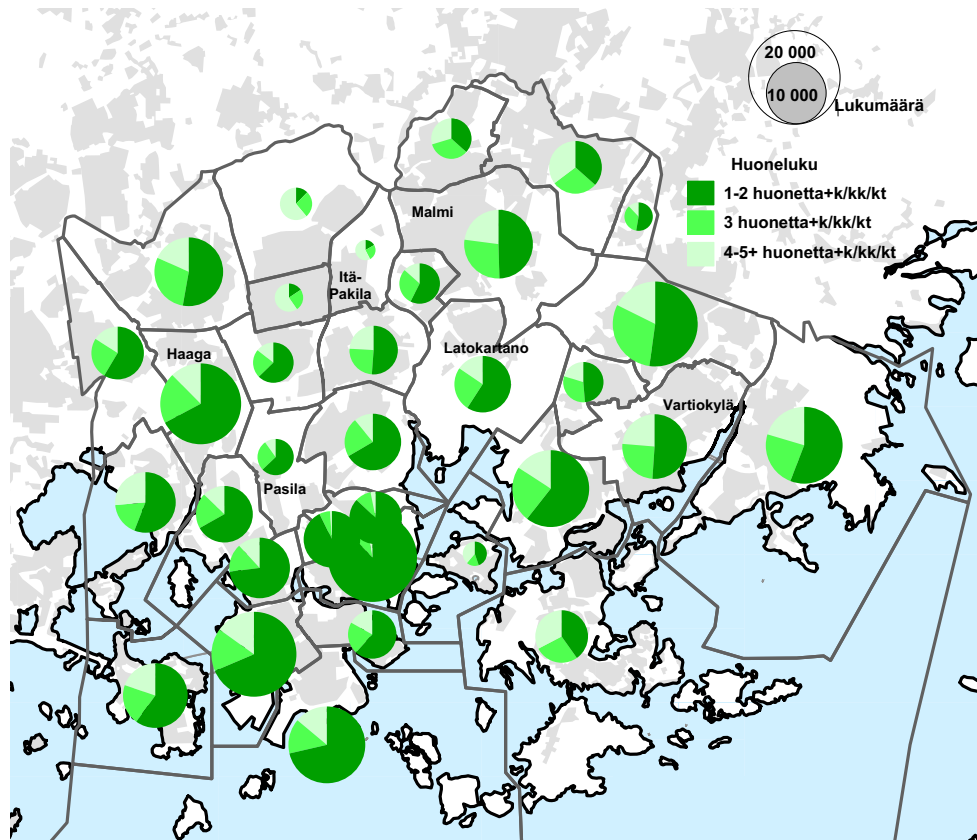 20 000
10 000
Lukumäärä
Huoneluku
1-2 huonetta+k/kk/kt
3 huonetta+k/kk/kt
4-5+ huonetta+k/kk/kt
Malmi
Itä-
Pakila
Haaga
Latokartano
Vartiokylä
Pasila